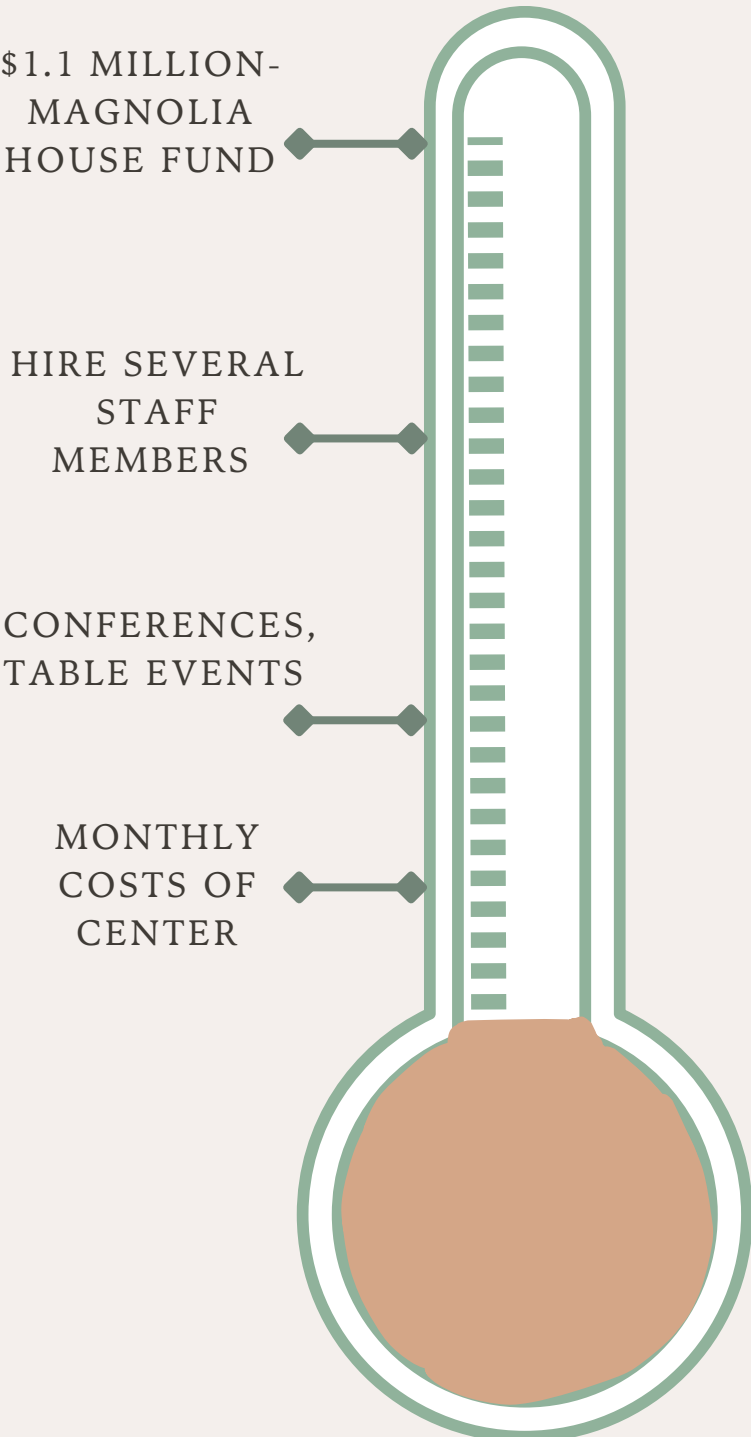 $1.1 MILLION-
MAGNOLIA
HOUSE FUND
HIRE SEVERAL
STAFF
MEMBERS
CONFERENCES,
TABLE EVENTS
MONTHLY
COSTS OF
CENTER